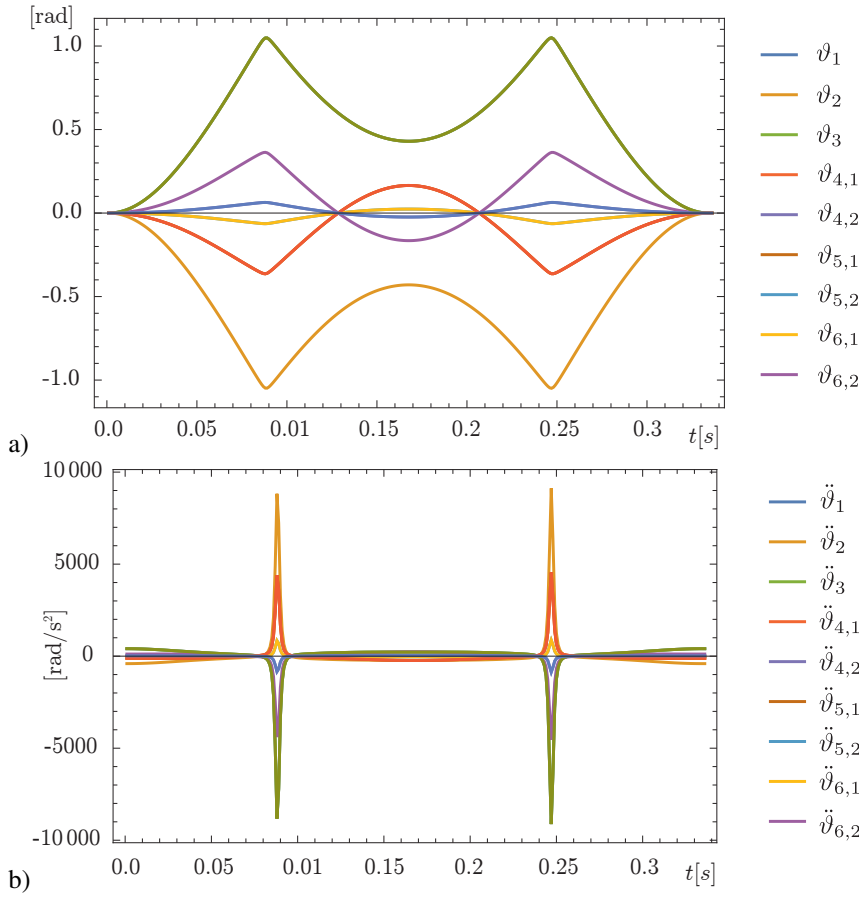 [rad]
1.0
0.5
0.0
-0.5
-1.0
0.0
0.05
0.01
0.15
0.2
0.25
0.3
t[s]
a)
ϑ1
ϑ2
ϑ3
ϑ4,1
ϑ4,2
ϑ5,1
ϑ5,2
ϑ6,1
ϑ6,2
[rad/s²]
10 000
5000
0
-5000
-10 000
0.0
0.05
0.01
0.15
0.2
0.25
0.3
t[s]
b)
ϑ̈1
ϑ̈2
ϑ̈3
ϑ̈4,1
ϑ̈4,2
ϑ̈5,1
ϑ̈5,2
ϑ̈6,1
ϑ̈6,2